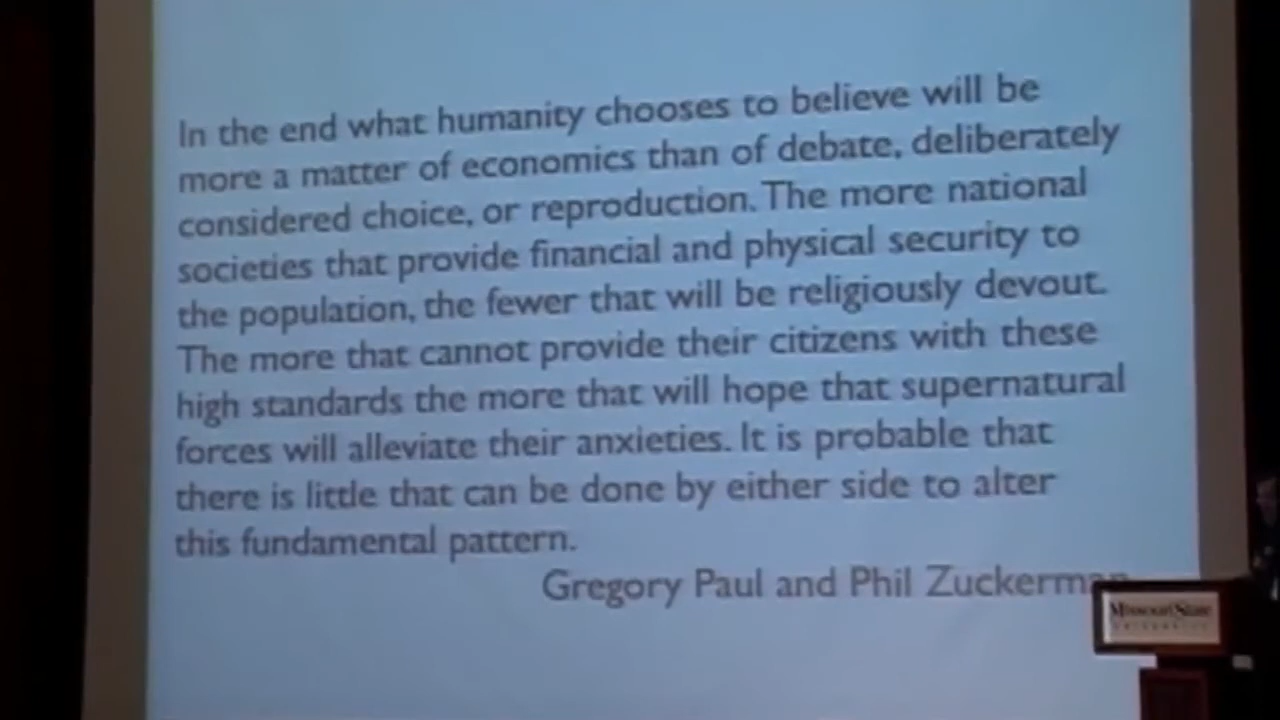 In the end what humanity chooses to believe will be
more a matter of economics than of debate, deliberately
considered choice, or reproduction. The more national
societies that provide financial and physical security to
the population, the fewer that will be religiously devout.
The more that cannot provide their citizens with these
high standards the more that will hope that supernatural
forces will alleviate their anxieties. It is probable that
there is little that can be done by either side to alter
this fundamental pattern.
Gregory Paul and Phil Zuckerman
Missouri State
UNIVERSITY